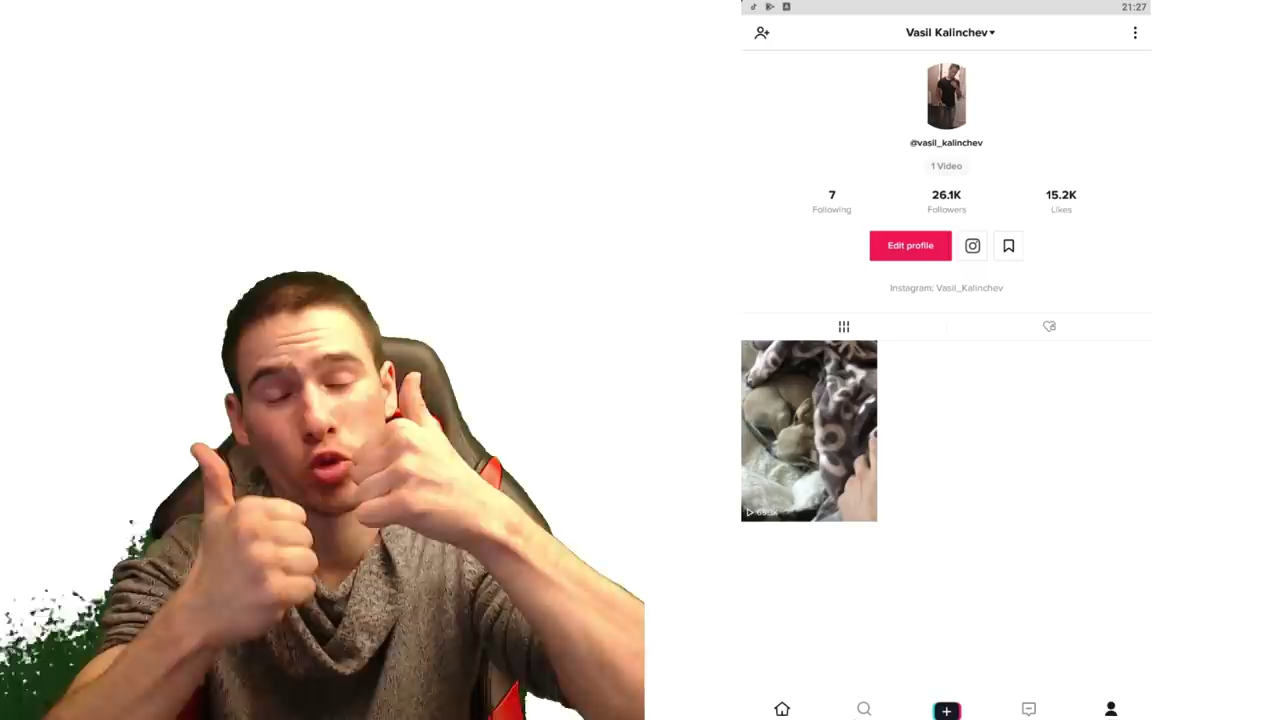 21:27
Vasil Kalinchev
@vasil_kalinchev
1 Video
7
26.1K
15.2K
Following
Followers
Likes
Edit profile
Instagram: Vasil_Kalinchev